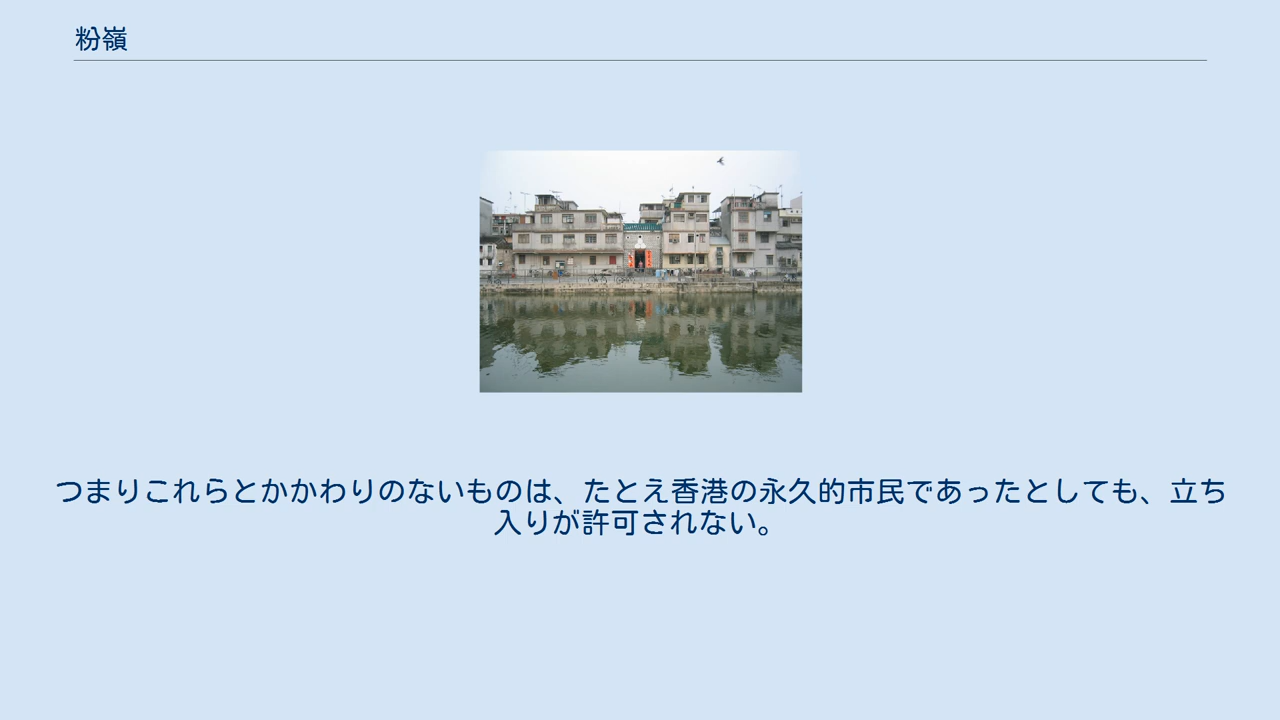 粉嶺
つまりこれらとかかわりのないものは、たとえ香港の永久的市民であったとしても、立ち
入りが許可されない。